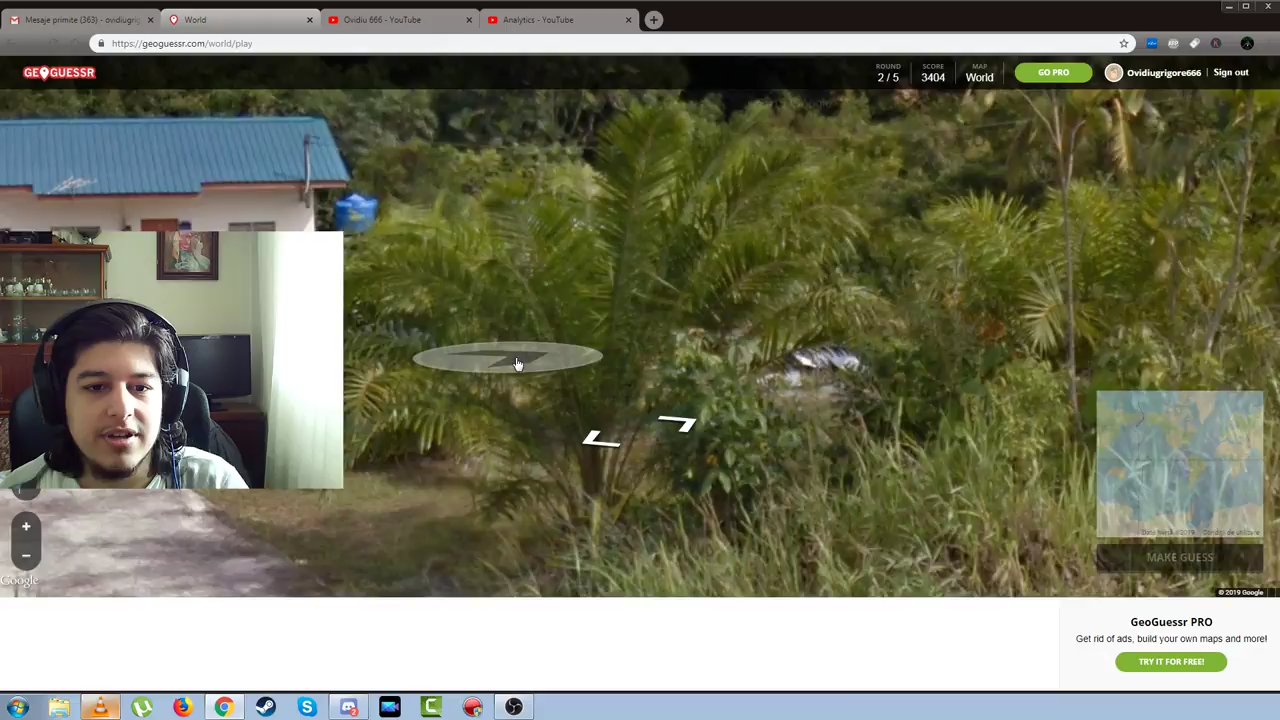 Mesaje primite (363) - ovidiugrig
World
Ovidiu 666 - YouTube
Analytics - YouTube
https://geoguessr.com/world/play
GEOGUESSR
ROUND
2 / 5
SCORE
3404
MAP
World
GO PRO
Ovidiugrigore666
Sign out
MAKE GUESS
Google
© 2019 Google
GeoGuessr PRO
Get rid of ads, build your own maps and more!
TRY IT FOR FREE!